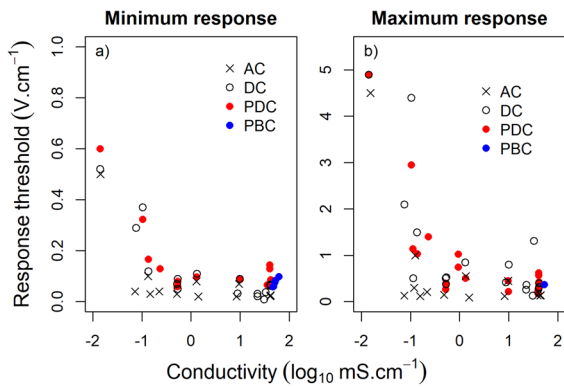 Minimum response
Maximum response
a)
AC
DC
PDC
PBC
b)
AC
DC
PDC
PBC
Response threshold (V.cm⁻¹)
0.0 0.2 0.4 0.6 0.8 1.0
0 1 2 3 4 5
-2 -1 0 1 2
-2 -1 0 1 2
Conductivity (log₁₀ mS.cm⁻¹)